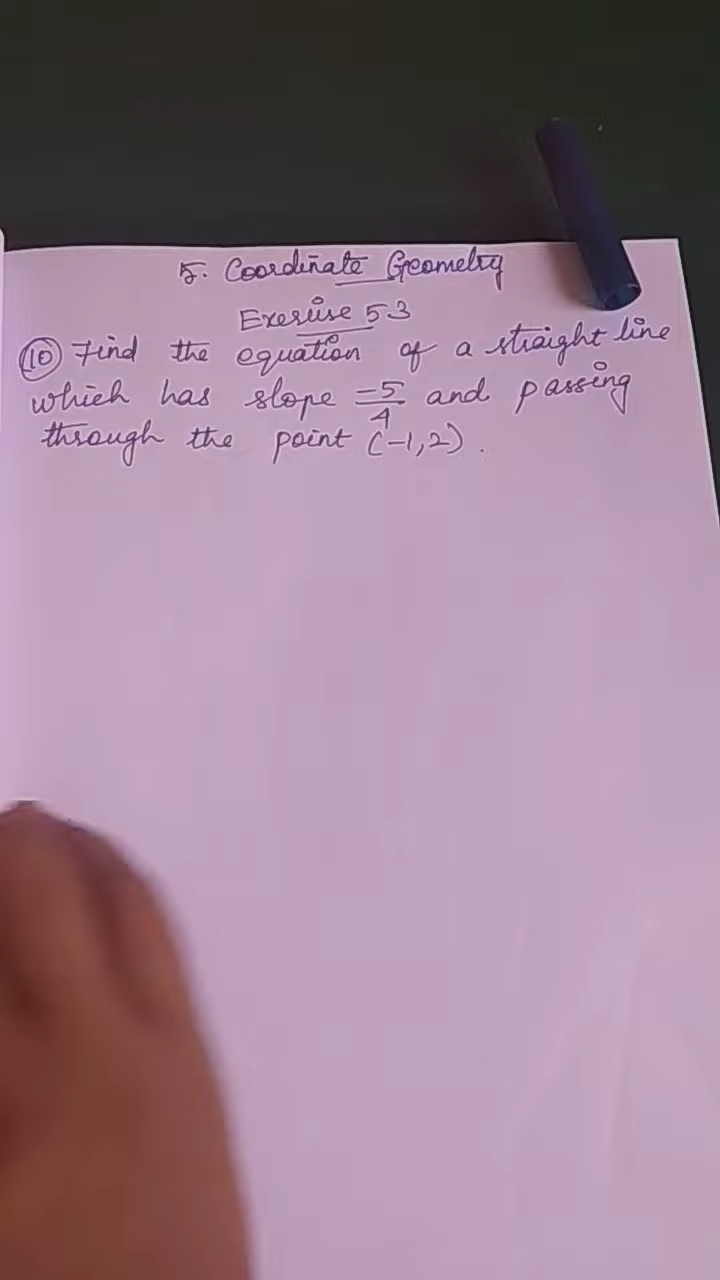 5. Coordinate Geometry
Exersise 5.3
(10) Find the equation of a straight line
which has slope -5/4 and passing
through the point (-1,2).